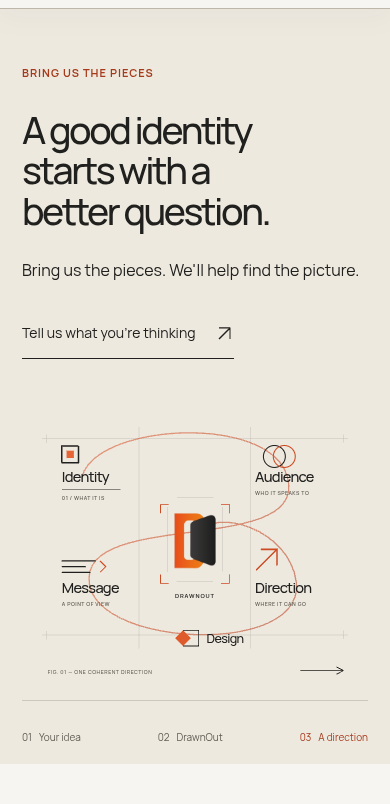 BRING US THE PIECES
A good identity
starts with a
better question.
Bring us the pieces. We'll help find the picture.
Tell us what you're thinking
Identity
01 / WHAT IT IS
Audience
WHO IT SPEAKS TO
DRAWNOUT
Message
A POINT OF VIEW
Direction
WHERE IT CAN GO
Design
FIG. 01 — ONE COHERENT DIRECTION
01 Your idea
02 DrawnOut
03 A direction